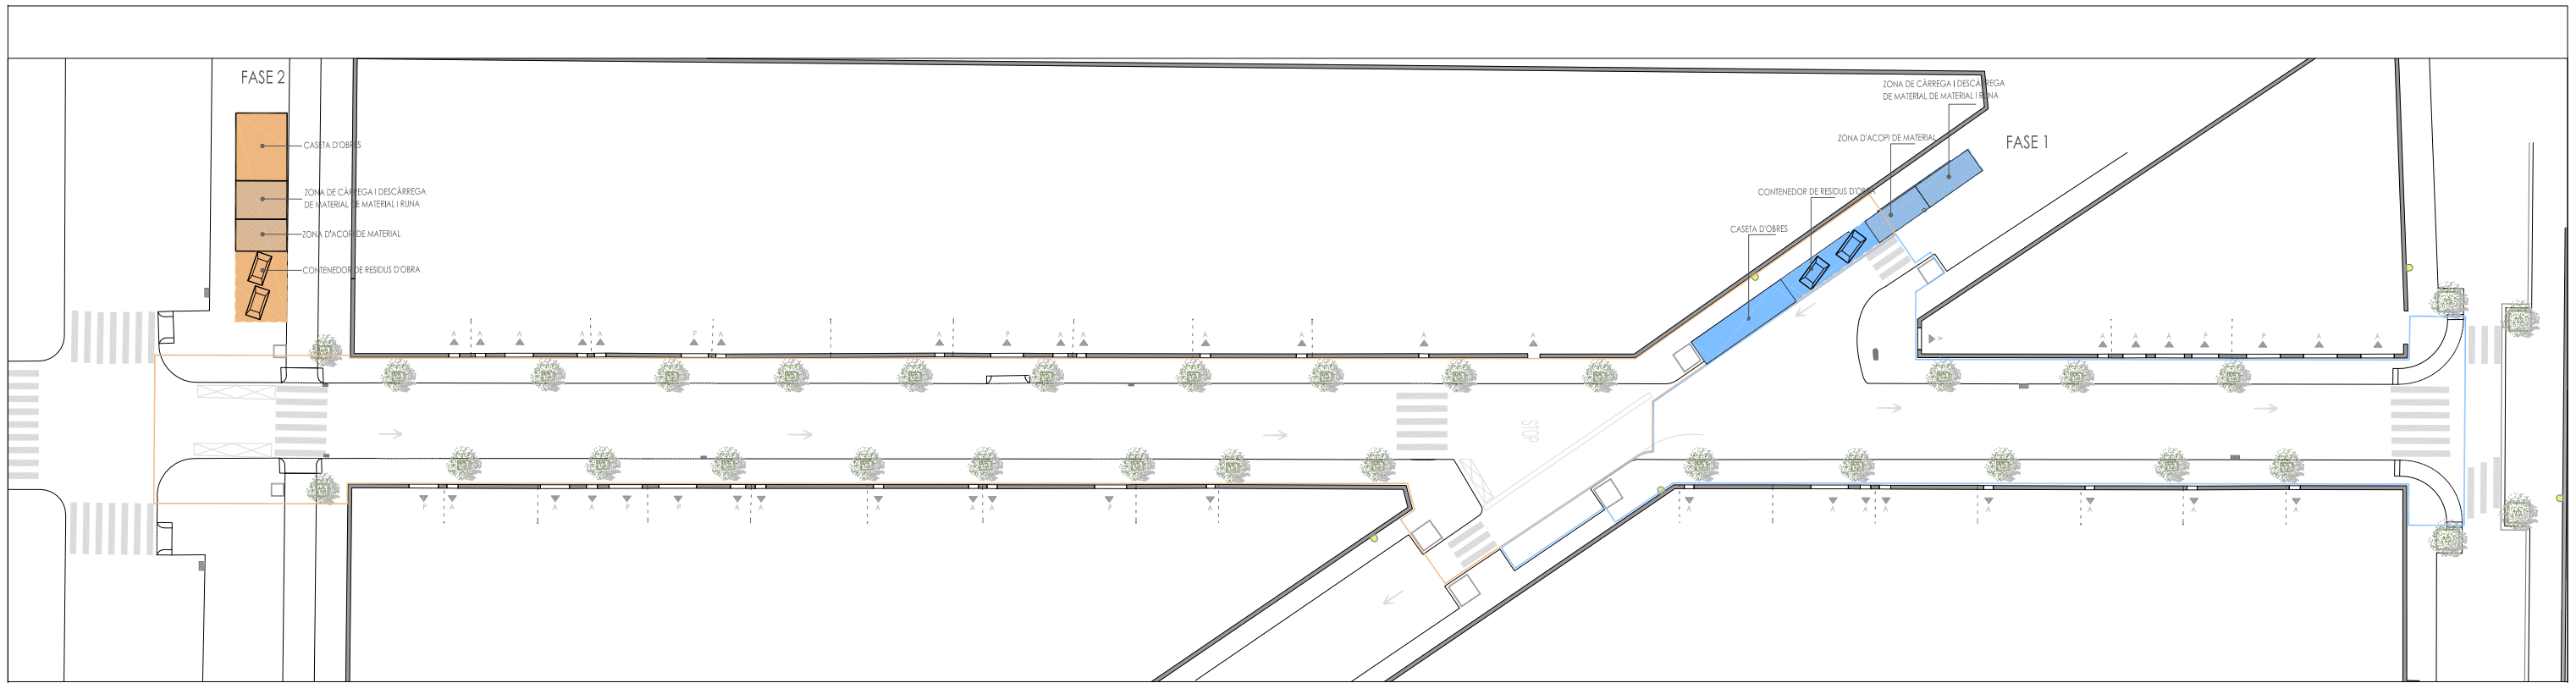 FASE 2
CASETA D'OBRES
ZONA DE CÀRREGA I DESCÀRREGA
DE MATERIAL DE MATERIAL I RUNA
ZONA D'ACOPI DE MATERIAL
CONTENEDOR DE RESIDUS D'OBRA
ZONA DE CÀRREGA I DESCÀRREGA
DE MATERIAL DE MATERIAL I RUNA
ZONA D'ACOPI DE MATERIAL
FASE 1
CONTENEDOR DE RESIDUS D'OBRA
CASETA D'OBRES
A A A A A P A A P A A A A A A
A A A P P A A
A
STOP
P A A A P P A A A A A P A
A A A A A A A A